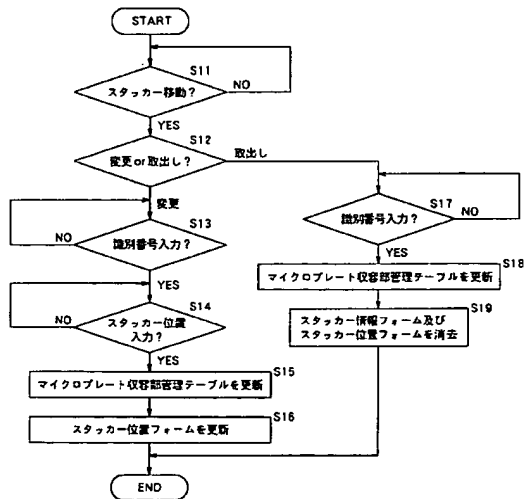 START
S11
スタッカー移動？
NO
YES
S12
変更or取出し？
取出し
変更
S13
識別番号入力？
NO
YES
S14
スタッカー位置
入力？
NO
YES
S15
マイクロプレート収容部管理テーブルを更新
S16
スタッカー位置フォームを更新
S17
識別番号入力？
NO
YES
S18
マイクロプレート収容部管理テーブルを更新
S19
スタッカー情報フォーム及び
スタッカー位置フォームを消去
END